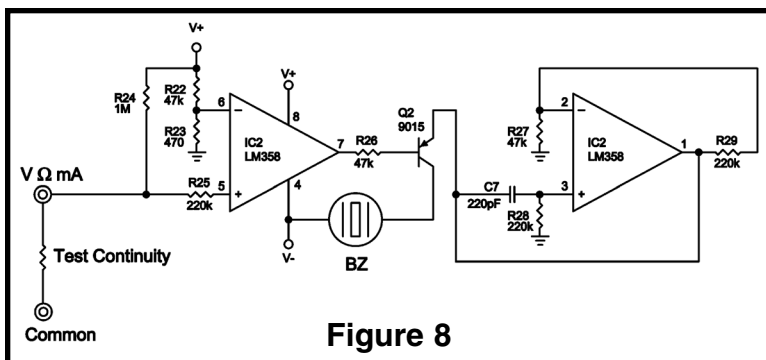 V+
R24
1M
R22
47k
R23
470
6
–
IC2
LM358
5
+
V+
8
4
7
V-
R25
220k
R26
47k
Q2
9015
BZ
V Ω mA
Test Continuity
Common
R27
47k
C7
220pF
R28
220k
2
–
IC2
LM358
3
+
1
R29
220k
Figure 8